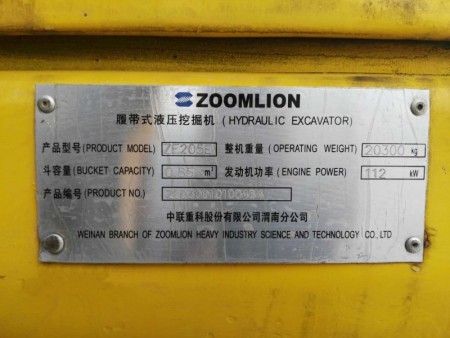 ZOOMLION
履带式液压挖掘机 (HYDRAULIC EXCAVATOR)
产品型号(PRODUCT MODEL) ZE205E 整机重量(OPERATING WEIGHT) 20300 kg
斗容量(BUCKET CAPACITY) m³ 发动机功率(ENGINE POWER) 112 kW
产品编号(PRODUCT NO.)
中联重科股份有限公司渭南分公司
WEINAN BRANCH OF ZOOMLION HEAVY INDUSTRY SCIENCE AND TECHNOLOGY CO.,LTD